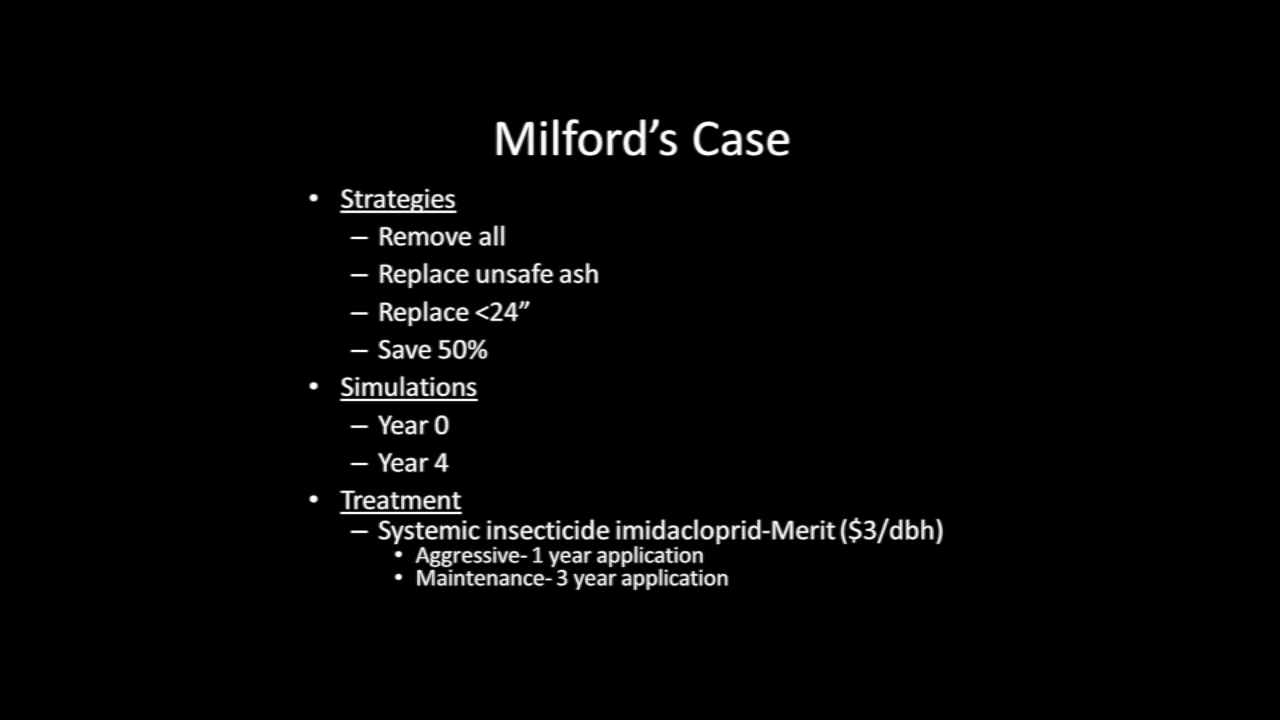 Milford’s Case
• Strategies
– Remove all
– Replace unsafe ash
– Replace <24”
– Save 50%
• Simulations
– Year 0
– Year 4
• Treatment
– Systemic insecticide imidacloprid-Merit ($3/dbh)
• Aggressive- 1 year application
• Maintenance- 3 year application